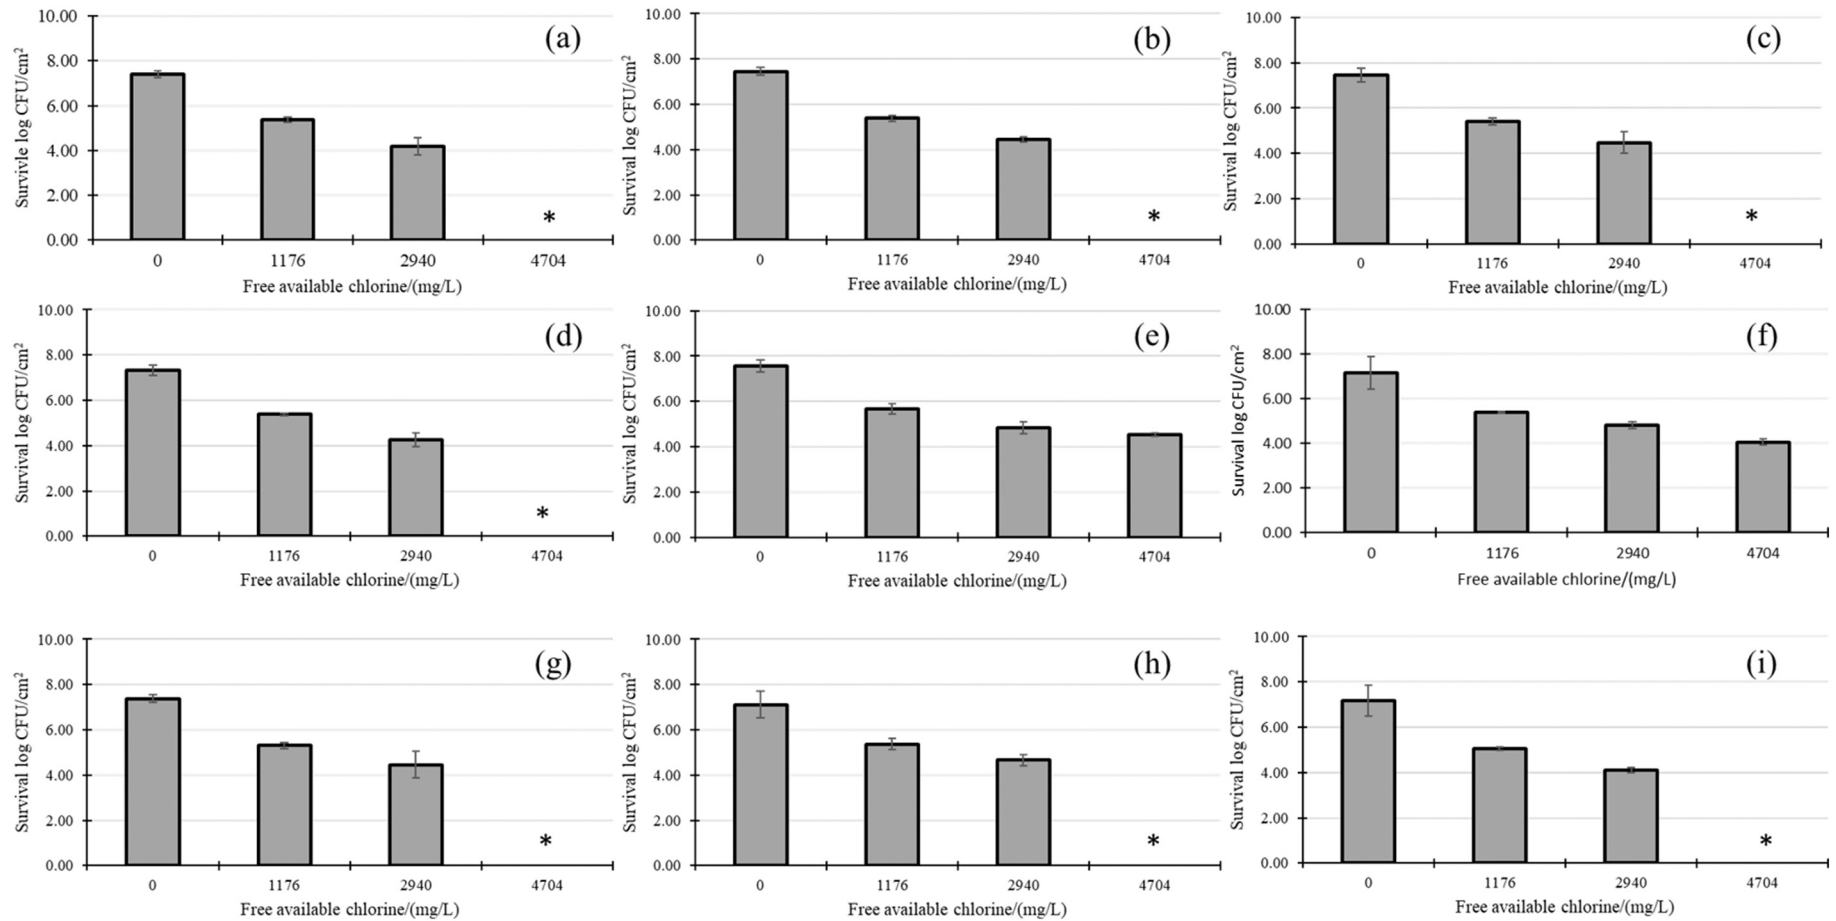 (a)
Survivle log CFU/cm²
10.00
8.00
6.00
4.00
2.00
0.00
*
0 1176 2940 4704
Free available chlorine/(mg/L)
(b)
Survival log CFU/cm²
10.00
8.00
6.00
4.00
2.00
0.00
*
0 1176 2940 4704
Free available chlorine/(mg/L)
(c)
Survival log CFU/cm²
10.00
8.00
6.00
4.00
2.00
0.00
*
0 1176 2940 4704
Free available chlorine/(mg/L)
(d)
Survival log CFU/cm²
10.00
8.00
6.00
4.00
2.00
0.00
*
0 1176 2940 4704
Free available chlorine/(mg/L)
(e)
Survival log CFU/cm²
10.00
8.00
6.00
4.00
2.00
0.00
0 1176 2940 4704
Free available chlorine/(mg/L)
(f)
Survival log CFU/cm²
10.00
8.00
6.00
4.00
2.00
0.00
0 1176 2940 4704
Free available chlorine/(mg/L)
(g)
Survival log CFU/cm²
10.00
8.00
6.00
4.00
2.00
0.00
*
0 1176 2940 4704
Free available chlorine/(mg/L)
(h)
Survival log CFU/cm²
10.00
8.00
6.00
4.00
2.00
0.00
*
0 1176 2940 4704
Free available chlorine/(mg/L)
(i)
Survival log CFU/cm²
10.00
8.00
6.00
4.00
2.00
0.00
*
0 1176 2940 4704
Free available chlorine/(mg/L)